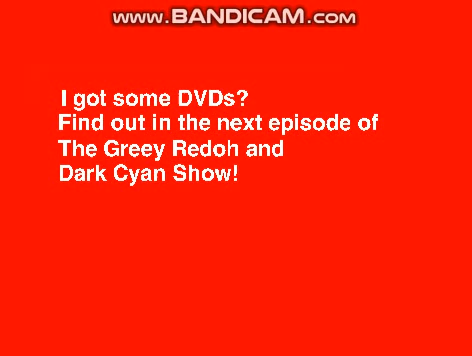 www.BANDICAM.com
I got some DVDs?
Find out in the next episode of
The Greey Redoh and
Dark Cyan Show!